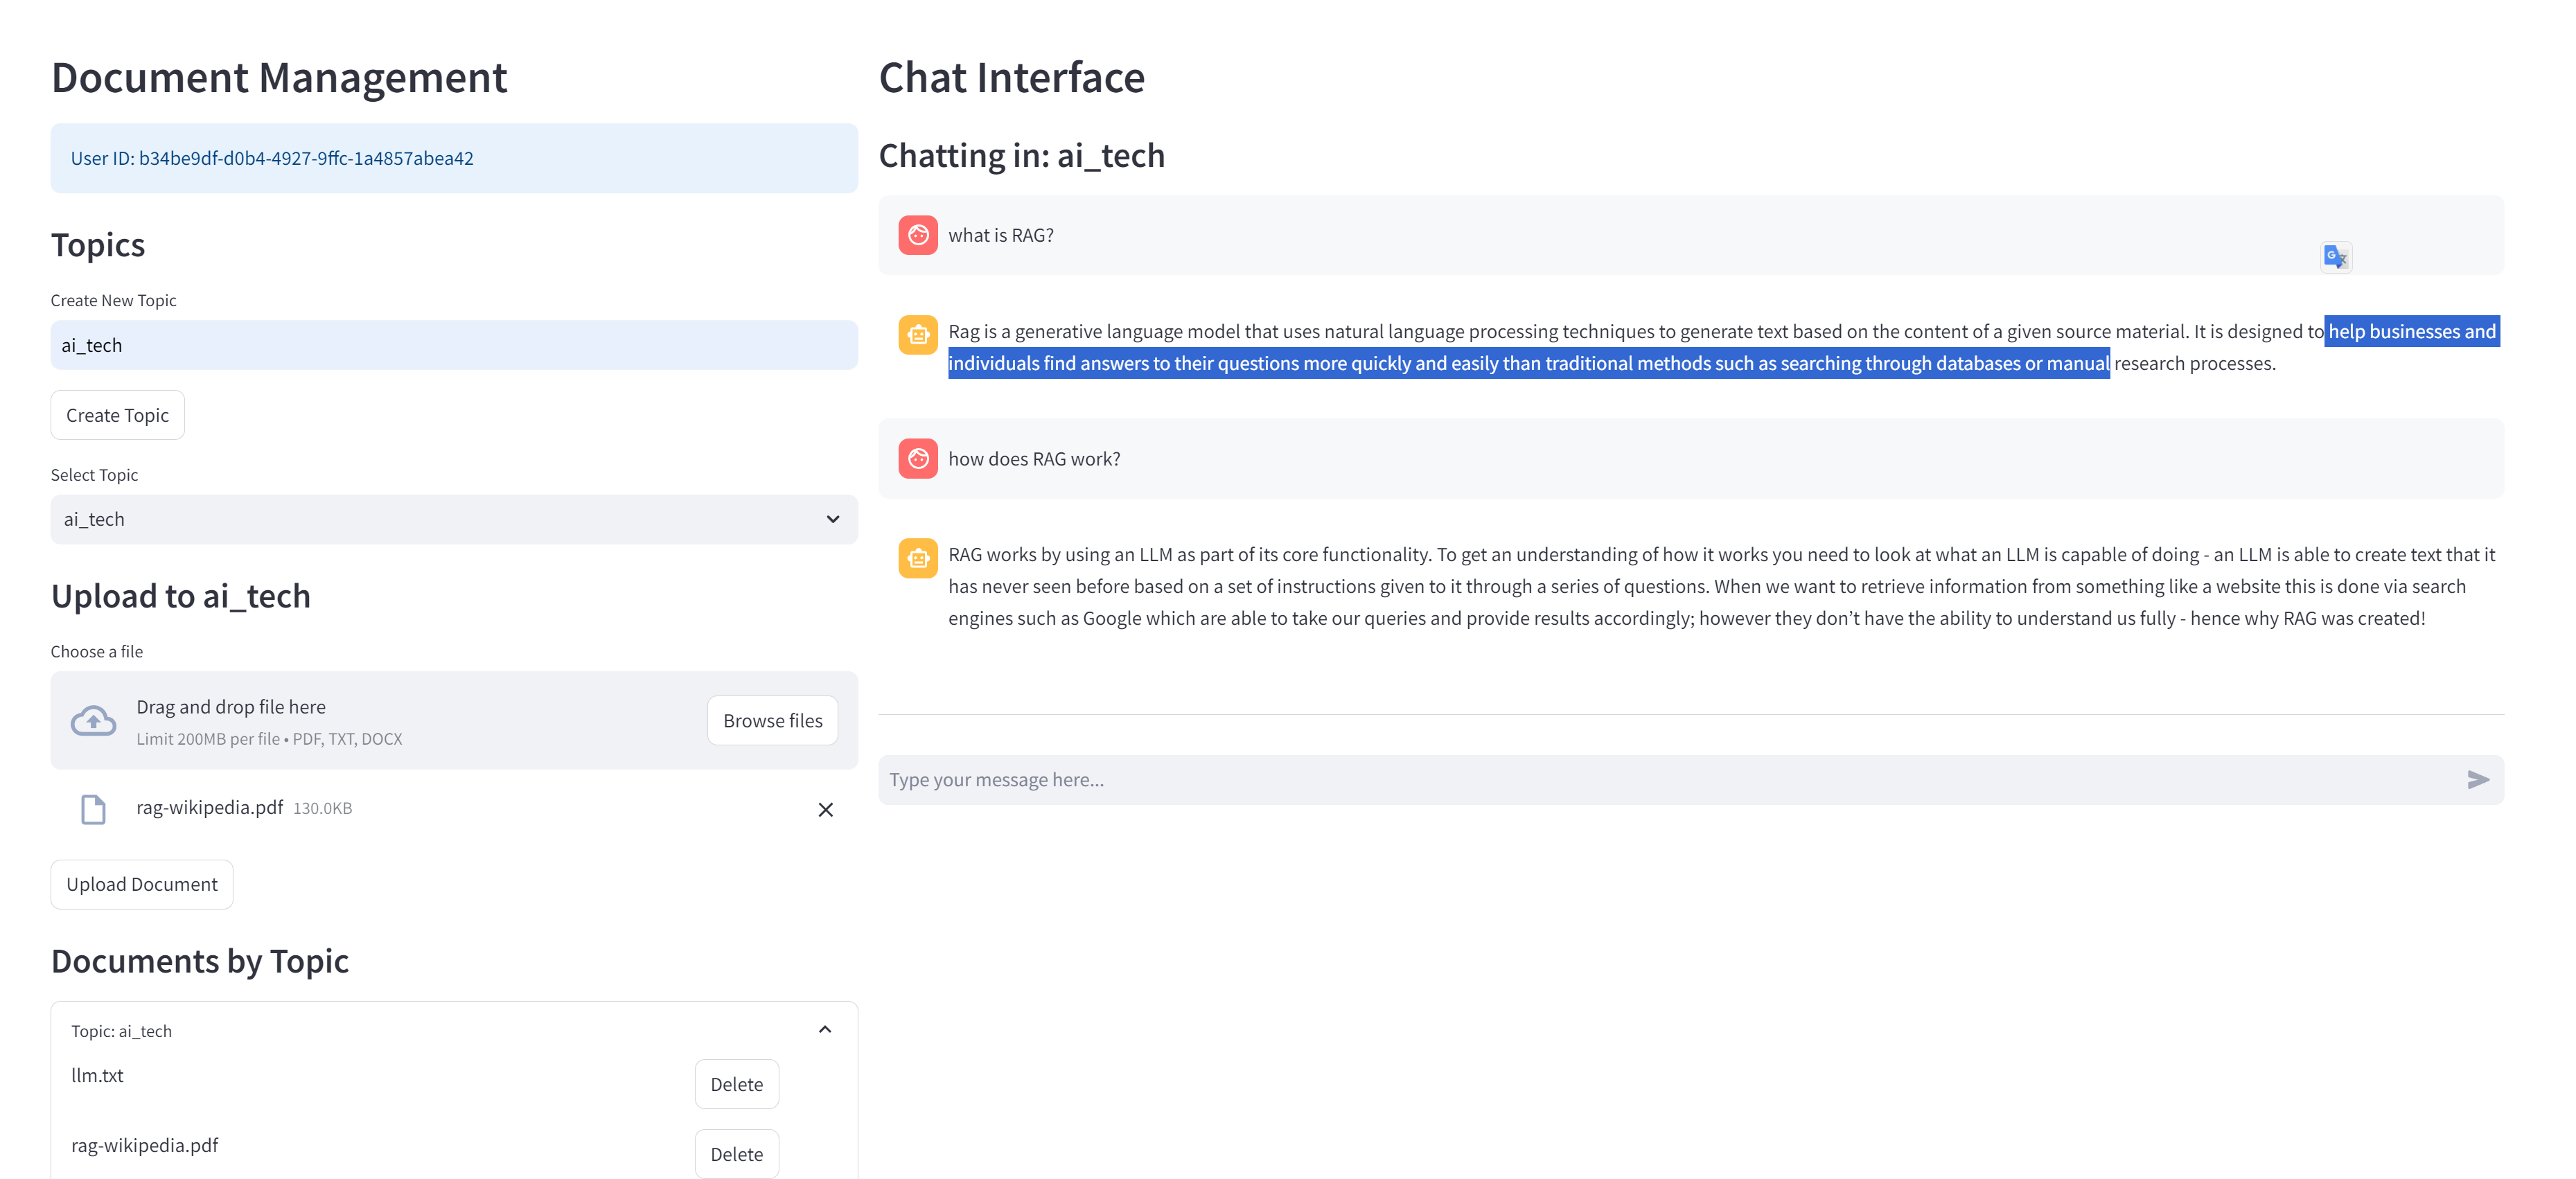 Document Management
User ID: b34be9df-d0b4-4927-9ffc-1a4857abea42
Topics
Create New Topic
ai_tech
Create Topic
Select Topic
ai_tech
Upload to ai_tech
Choose a file
Drag and drop file here
Limit 200MB per file • PDF, TXT, DOCX
Browse files
rag-wikipedia.pdf 130.0KB
Upload Document
Documents by Topic
Topic: ai_tech
llm.txt
Delete
rag-wikipedia.pdf
Delete
Chat Interface
Chatting in: ai_tech
what is RAG?
Rag is a generative language model that uses natural language processing techniques to generate text based on the content of a given source material. It is designed to help businesses and
individuals find answers to their questions more quickly and easily than traditional methods such as searching through databases or manual research processes.
how does RAG work?
RAG works by using an LLM as part of its core functionality. To get an understanding of how it works you need to look at what an LLM is capable of doing - an LLM is able to create text that it
has never seen before based on a set of instructions given to it through a series of questions. When we want to retrieve information from something like a website this is done via search
engines such as Google which are able to take our queries and provide results accordingly; however they don’t have the ability to understand us fully - hence why RAG was created!
Type your message here...